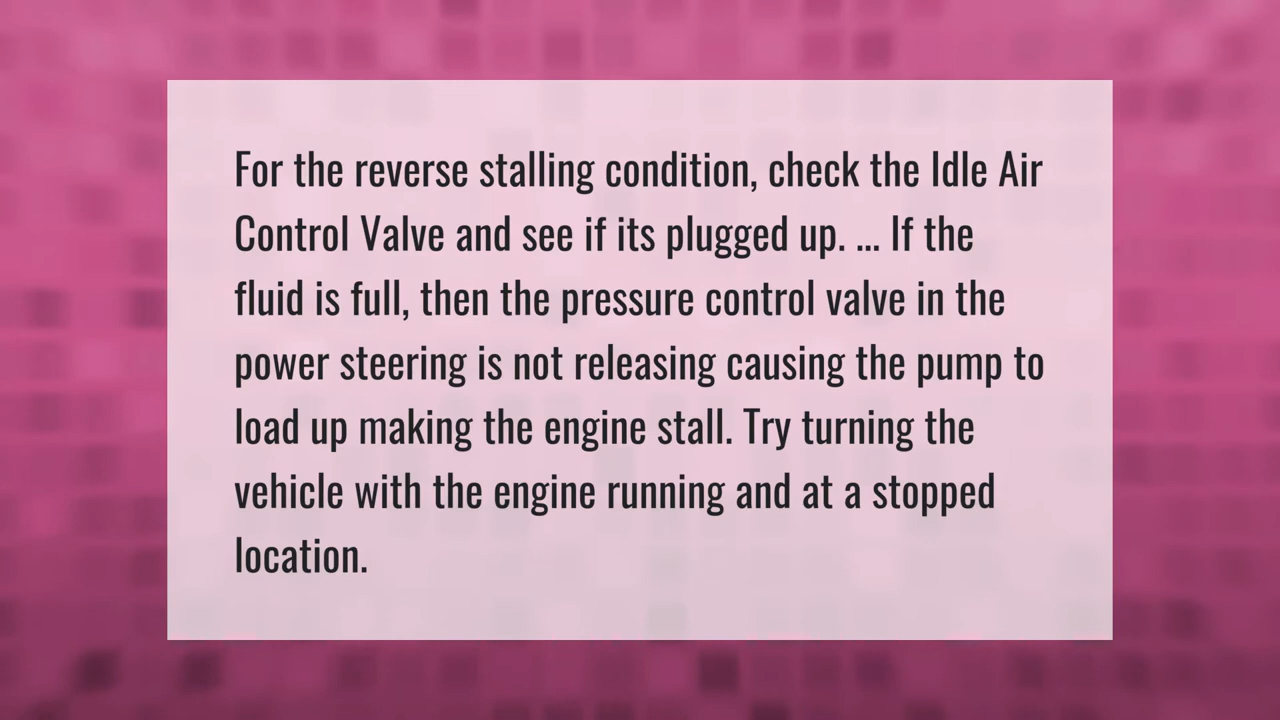 For the reverse stalling condition, check the Idle Air
Control Valve and see if its plugged up. ... If the
fluid is full, then the pressure control valve in the
power steering is not releasing causing the pump to
load up making the engine stall. Try turning the
vehicle with the engine running and at a stopped
location.